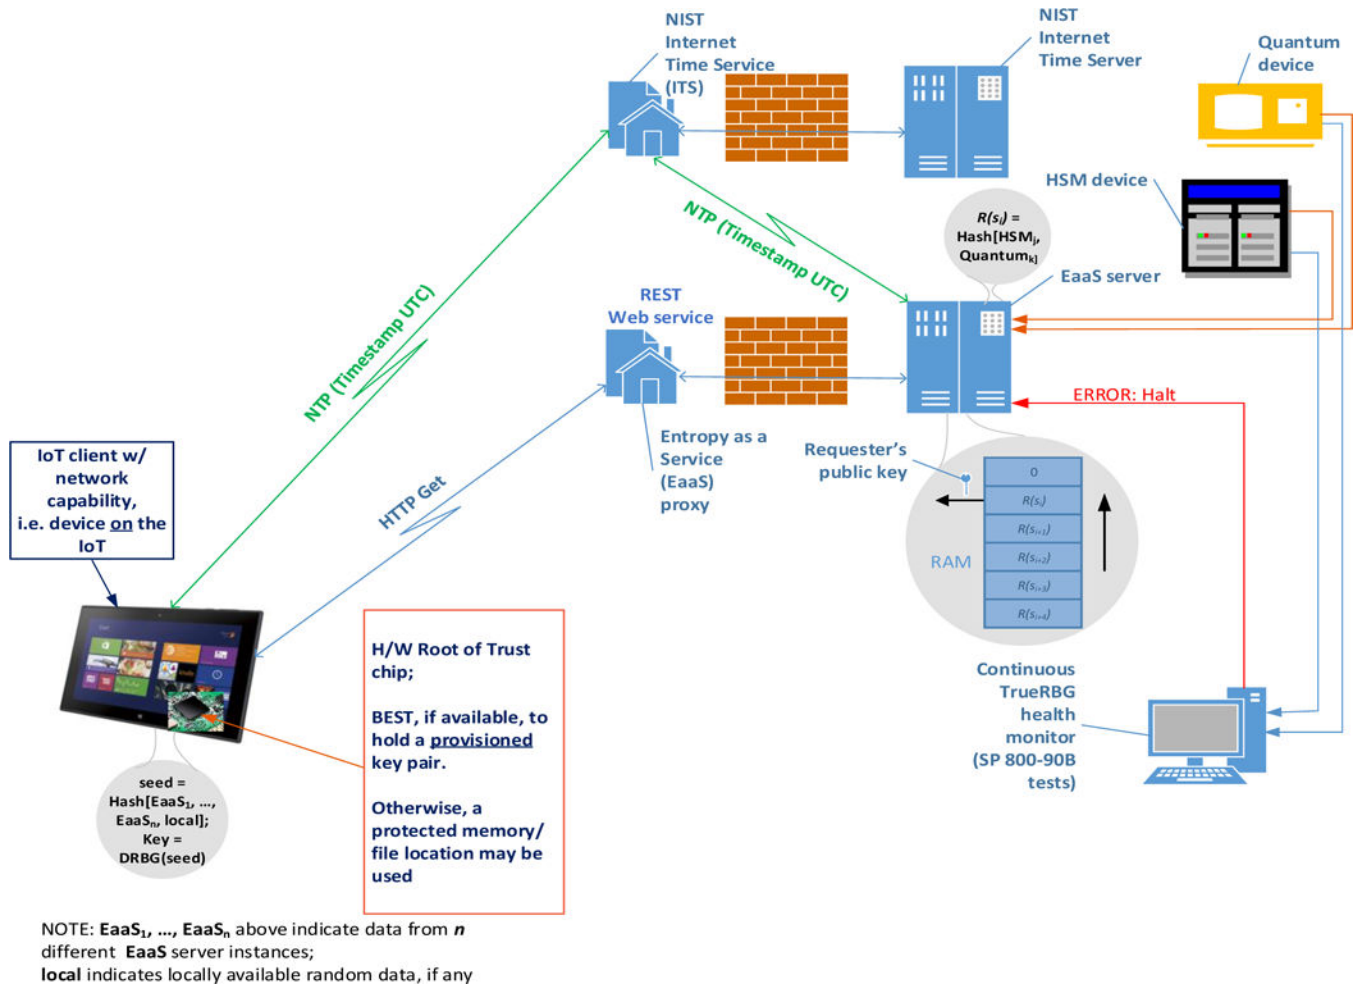 NIST
Internet
Time Service
(ITS)
NIST
Internet
Time Server
Quantum
device
HSM device
R(sᵢ) =
Hash[HSMⱼ,
Quantumₖ]
EaaS server
NTP (Timestamp UTC)
NTP (Timestamp UTC)
REST
Web service
ERROR: Halt
IoT client w/
network
capability,
i.e. device on the
IoT
HTTP Get
Entropy as a
Service
(EaaS)
proxy
Requester's
public key
0
R(sᵢ)
R(sᵢ₊₁)
R(sᵢ₊₂)
R(sᵢ₊₃)
R(sᵢ₊₄)
RAM
H/W Root of Trust
chip;
BEST, if available, to
hold a provisioned
key pair.
Otherwise, a
protected memory/
file location may be
used
Continuous
TrueRBG
health
monitor
(SP 800-90B
tests)
seed =
Hash[EaaS₁, …,
EaaSₙ, local];
Key =
DRBG(seed)
NOTE: EaaS₁, …, EaaSₙ above indicate data from n
different EaaS server instances;
local indicates locally available random data, if any